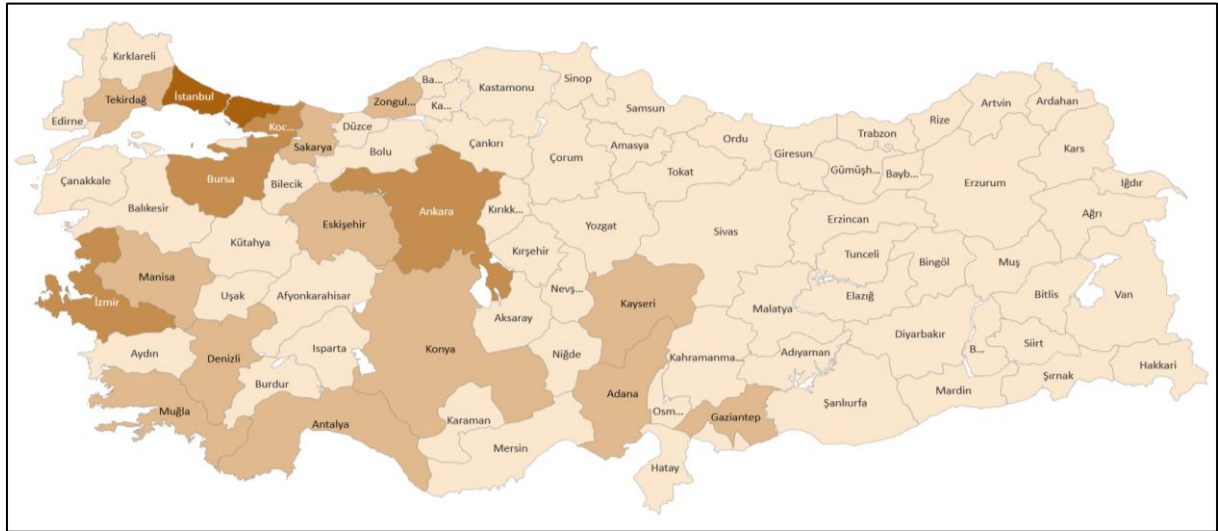 Kırklareli
Tekirdağ
Edirne
İstanbul
Koc...
Sakarya
Düzce
Zongul...
Ba...
Ka...
Kastamonu
Sinop
Samsun
Ordu
Giresun
Trabzon
Rize
Artvin
Ardahan
Kars
Iğdır
Bolu
Çankırı
Çorum
Amasya
Tokat
Gümüşh...
Bayb...
Erzurum
Ağrı
Çanakkale
Balıkesir
Bursa
Bilecik
Eskişehir
Ankara
Kırıkk...
Yozgat
Sivas
Erzincan
Tunceli
Bingöl
Muş
Kütahya
Kırşehir
Manisa
İzmir
Uşak
Afyonkarahisar
Nevş...
Kayseri
Malatya
Elazığ
Bitlis
Van
Aksaray
Diyarbakır
Aydın
Denizli
Isparta
Konya
Niğde
Kahramanma...
Adıyaman
B...
Siirt
Şırnak
Hakkari
Burdur
Muğla
Antalya
Karaman
Adana
Osm...
Gaziantep
Şanlıurfa
Mardin
Mersin
Hatay